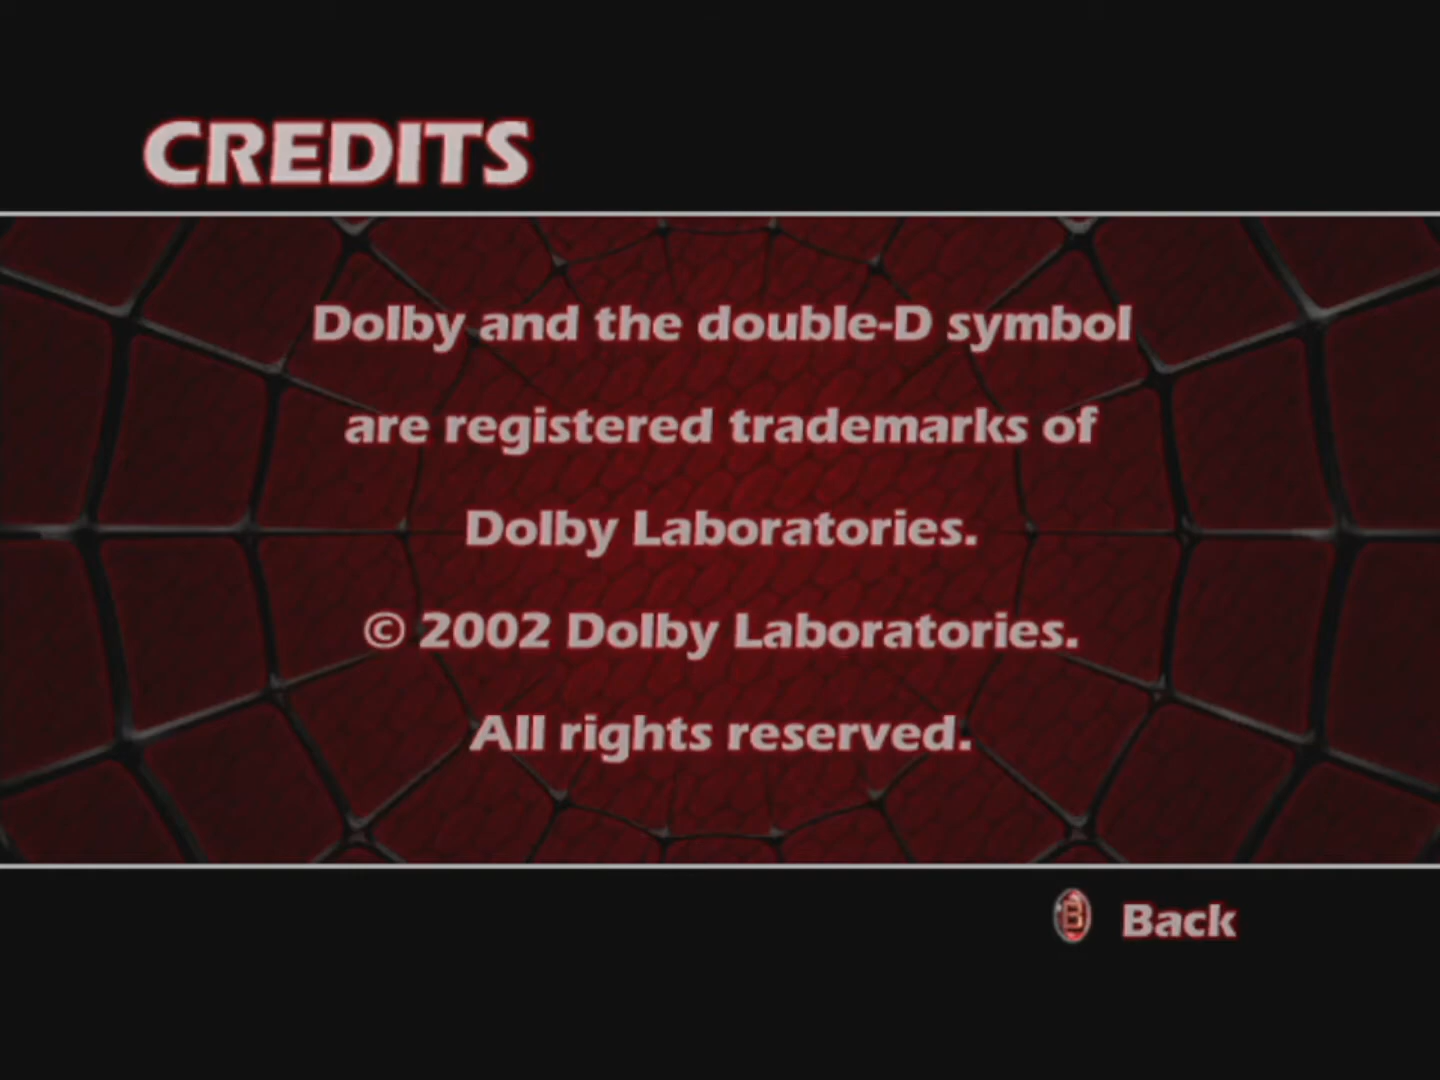 CREDITS
Dolby and the double-D symbol
are registered trademarks of
Dolby Laboratories.
© 2002 Dolby Laboratories.
All rights reserved.
B Back